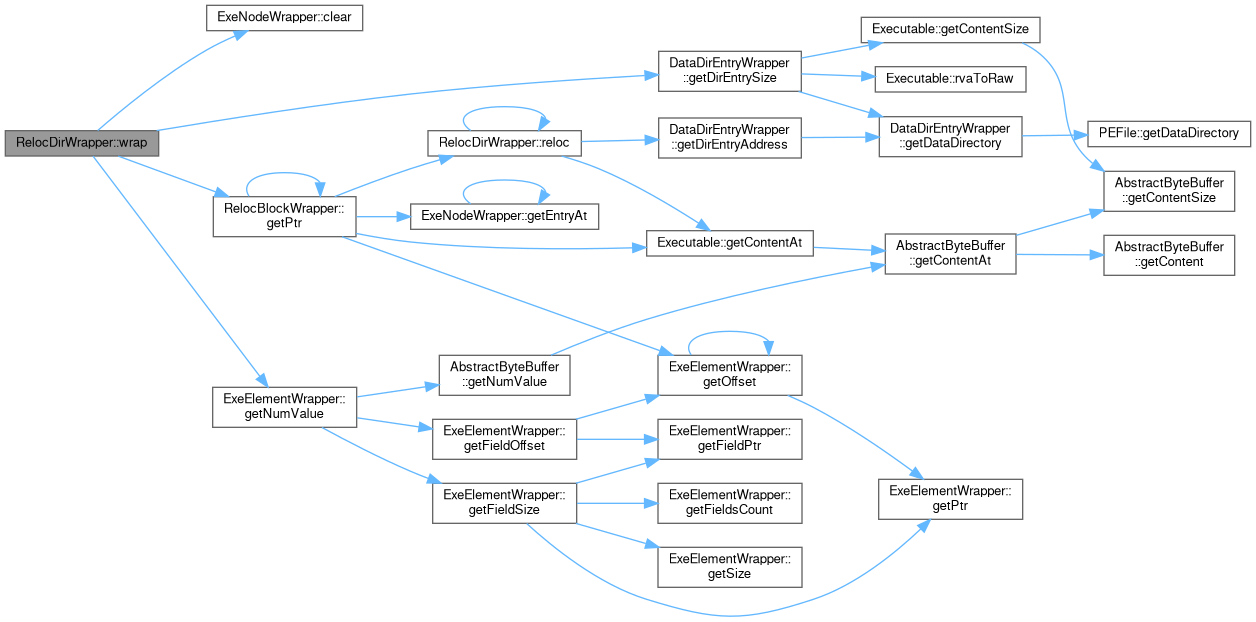 ExeNodeWrapper::clear
Executable::getContentSize
DataDirEntryWrapper
::getDirEntrySize
Executable::rvaToRaw
RelocDirWrapper::wrap
RelocDirWrapper::reloc
DataDirEntryWrapper
::getDirEntryAddress
DataDirEntryWrapper
::getDataDirectory
PEFile::getDataDirectory
RelocBlockWrapper::
getPtr
ExeNodeWrapper::getEntryAt
Executable::getContentAt
AbstractByteBuffer
::getContentAt
AbstractByteBuffer
::getContentSize
AbstractByteBuffer
::getContent
ExeElementWrapper::
getNumValue
AbstractByteBuffer
::getNumValue
ExeElementWrapper::
getOffset
ExeElementWrapper::
getFieldOffset
ExeElementWrapper::
getFieldPtr
ExeElementWrapper::
getFieldSize
ExeElementWrapper::
getFieldsCount
ExeElementWrapper::
getPtr
ExeElementWrapper::
getSize